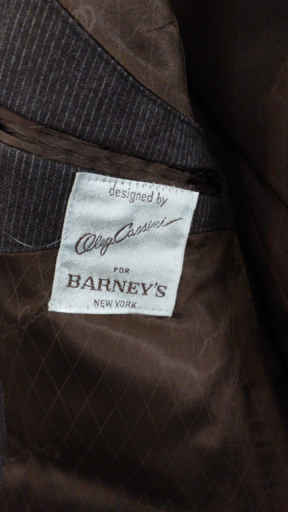 designed by
Oleg Cassini
FOR
BARNEY'S
NEW YORK